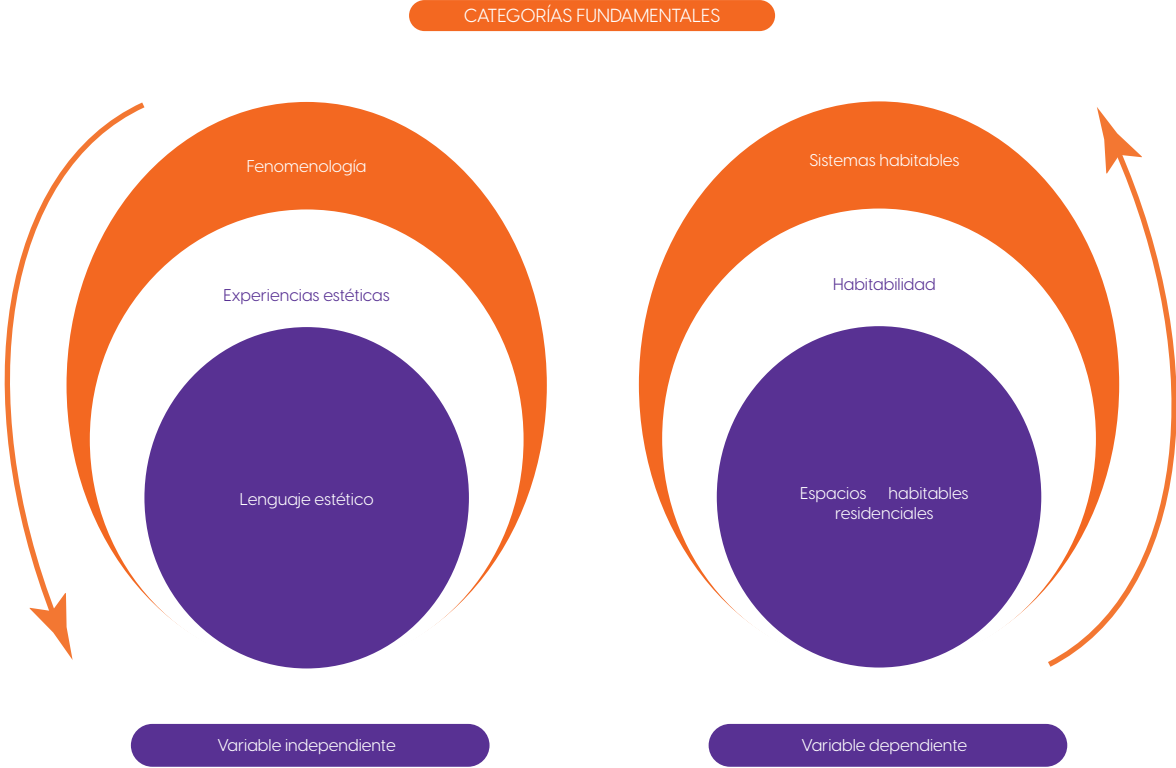 CATEGORÍAS FUNDAMENTALES
Fenomenología
Experiencias estéticas
Lenguaje estético
Variable independiente
Sistemas habitables
Habitabilidad
Espacios habitables
residenciales
Variable dependiente